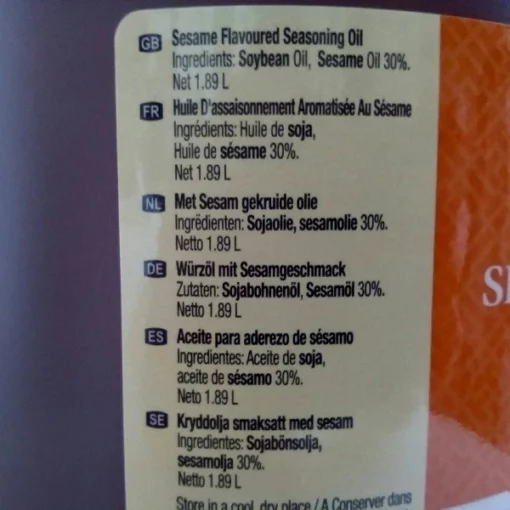 GB Sesame Flavoured Seasoning Oil
Ingredients: Soybean Oil, Sesame Oil 30%.
Net 1.89 L
FR Huile D'assaisonnement Aromatisée Au Sésame
Ingrédients: Huile de soja,
Huile de sésame 30%.
Net 1.89 L
NL Met Sesam gekruide olie
Ingrëdienten: Sojaolie, sesamolie 30%.
Netto 1.89 L
DE Würzöl mit Sesamgeschmack
Zutaten: Sojabohnenöl, Sesamöl 30%.
Netto 1.89 L
ES Aceite para aderezo de sésamo
Ingredientes: Aceite de soja,
aceite de sésamo 30%.
Neto 1.89 L
SE Kryddolja smaksatt med sesam
Ingredientes: Sojabönsolja,
sesamolja 30%.
Netto 1.89 L
Store in a cool, dry place / A Conserver dans